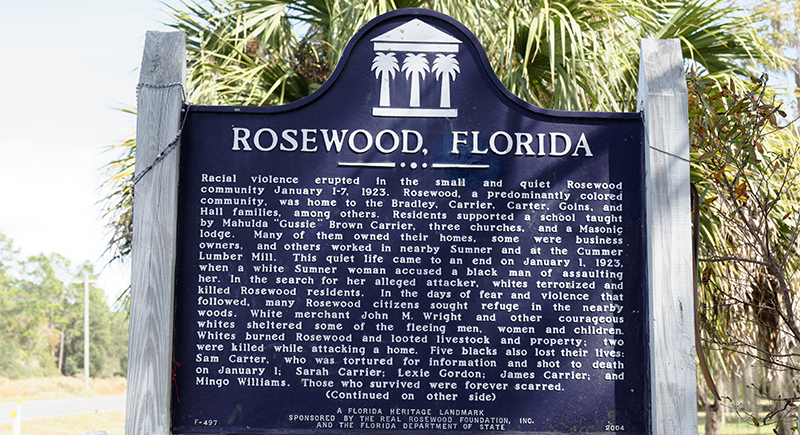 ROSEWOOD, FLORIDA
Racial violence erupted in the small and quiet Rosewood
community January 1-7, 1923. Rosewood, a predominantly colored
community, was home to the Bradley, Carrier, Carter, Goins, and
Hall families, among others. Residents supported a school taught
by Mahulda "Gussie" Brown Carrier, three churches, and a Masonic
lodge. Many of them owned their homes, some were business
owners, and others worked in nearby Sumner and at the Cummer
Lumber Mill. This quiet life came to an end on January 1, 1923,
when a white Sumner woman accused a black man of assaulting
her. In the search for her alleged attacker, whites terrorized and
killed Rosewood residents. In the days of fear and violence that
followed, many Rosewood citizens sought refuge in the nearby
woods. White merchant John M. Wright and other courageous
whites sheltered some of the fleeing men, women and children.
Whites burned Rosewood and looted livestock and property; two
were killed while attacking a home. Five blacks also lost their lives:
Sam Carter, who was tortured for information and shot to death
on January 1; Sarah Carrier; Lexie Gordon; James Carrier; and
Mingo Williams. Those who survived were forever scarred.
(Continued on other side)
A FLORIDA HERITAGE LANDMARK
SPONSORED BY THE REAL ROSEWOOD FOUNDATION, INC.
F-497 AND THE FLORIDA DEPARTMENT OF STATE 2004